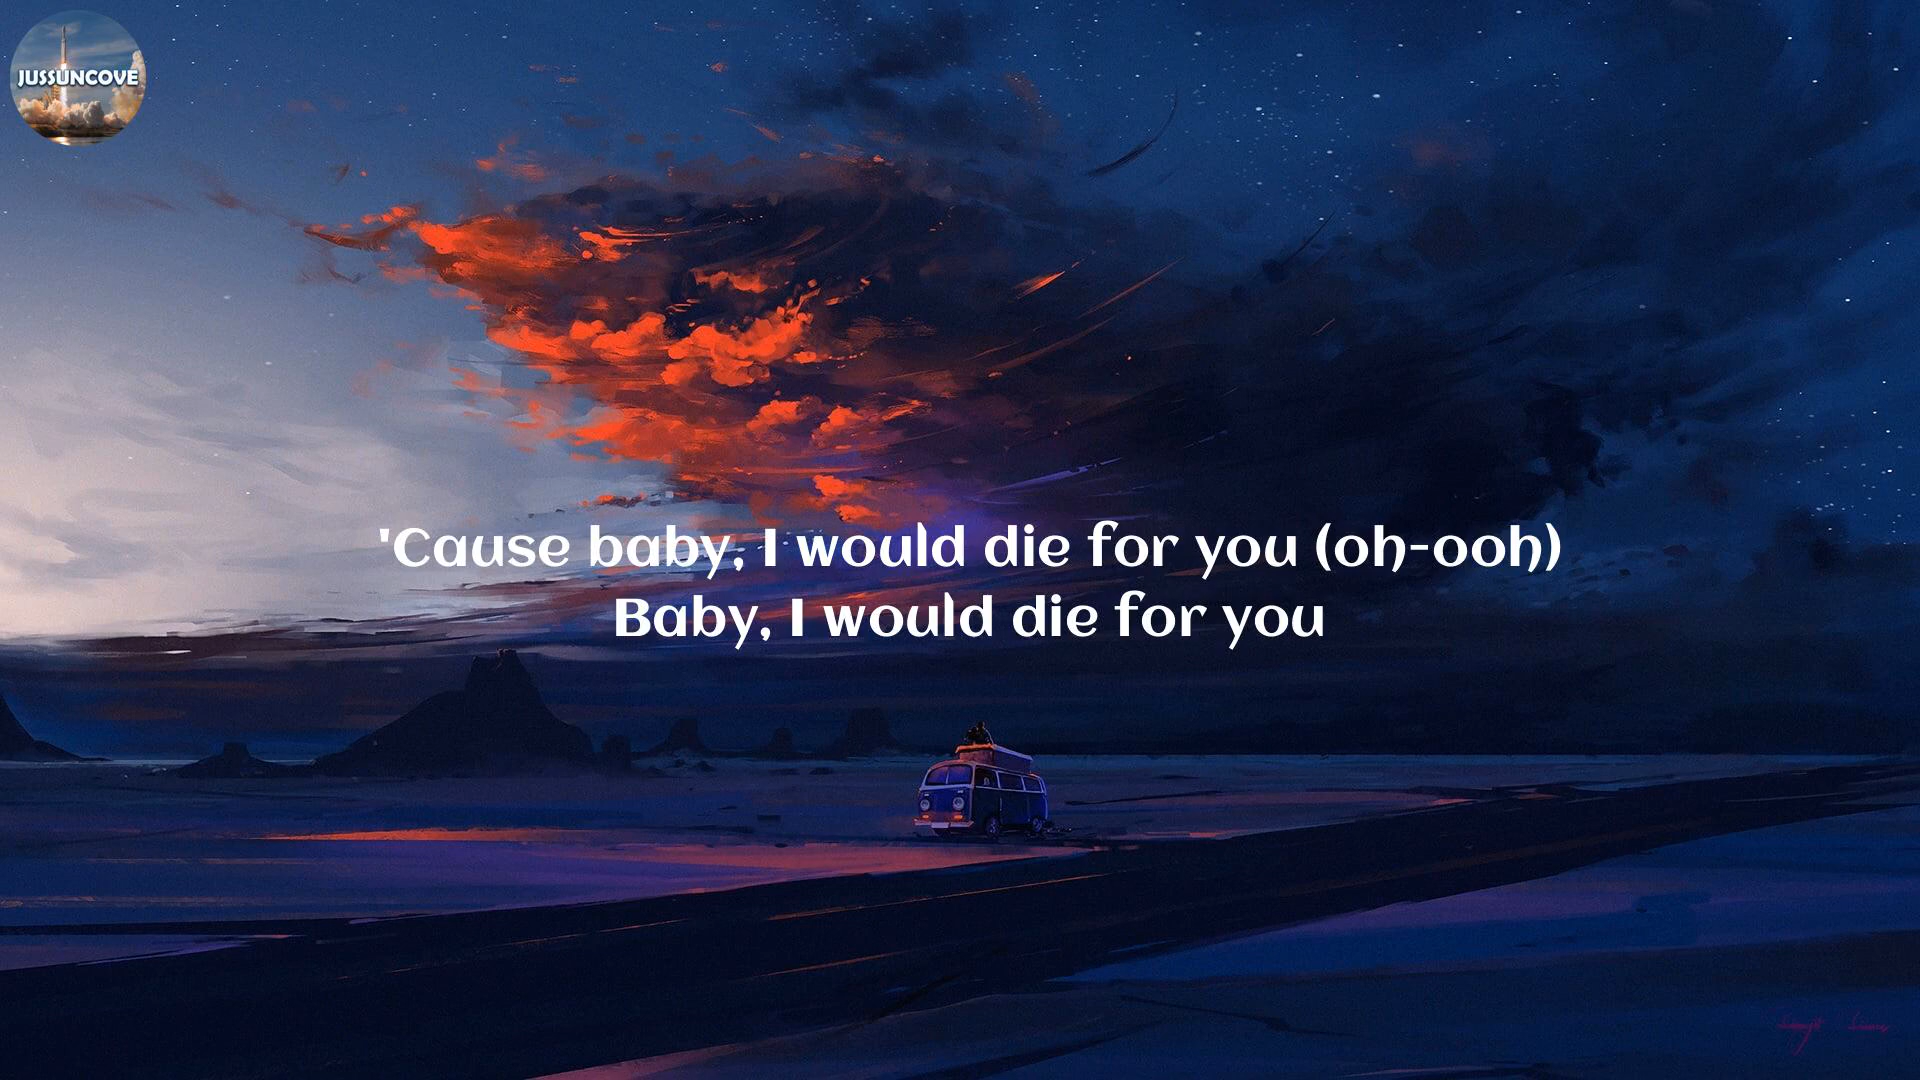 JUSSUNCOVE
'Cause baby, I would die for you (oh-ooh)
Baby, I would die for you